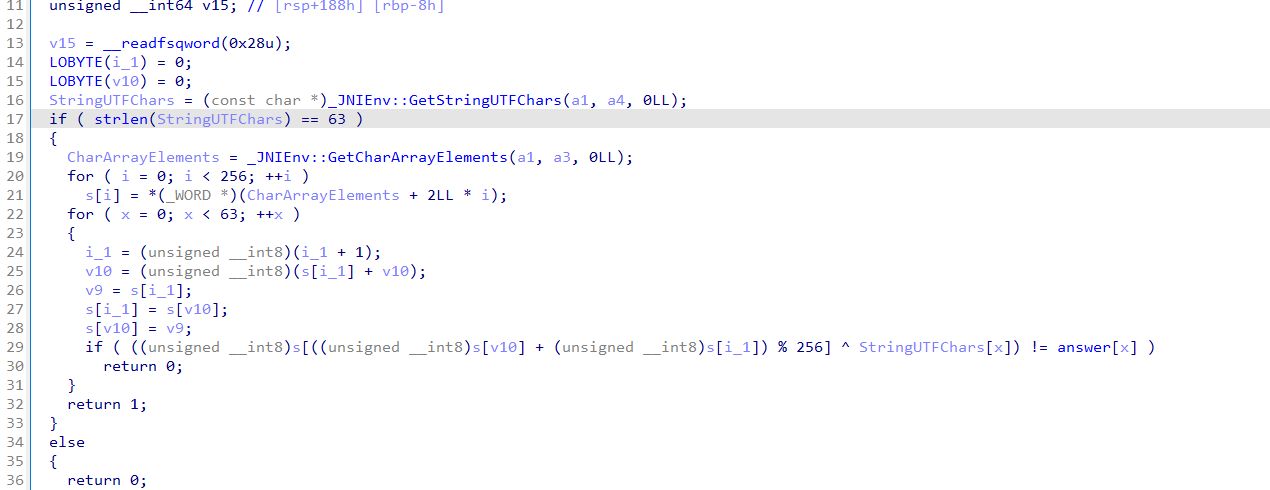 11 unsigned __int64 v15; // [rsp+188h] [rbp-8h]
12
13 v15 = __readfsqword(0x28u);
14 LOBYTE(i_1) = 0;
15 LOBYTE(v10) = 0;
16 StringUTFChars = (const char *)_JNIEnv::GetStringUTFChars(a1, a4, 0LL);
17 if ( strlen(StringUTFChars) == 63 )
18 {
19 CharArrayElements = _JNIEnv::GetCharArrayElements(a1, a3, 0LL);
20 for ( i = 0; i < 256; ++i )
21 s[i] = *(_WORD *)(CharArrayElements + 2LL * i);
22 for ( x = 0; x < 63; ++x )
23 {
24 i_1 = (unsigned __int8)(i_1 + 1);
25 v10 = (unsigned __int8)(s[i_1] + v10);
26 v9 = s[i_1];
27 s[i_1] = s[v10];
28 s[v10] = v9;
29 if ( ((unsigned __int8)s[((unsigned __int8)s[v10] + (unsigned __int8)s[i_1]) % 256] ^ StringUTFChars[x]) != answer[x] )
30 return 0;
31 }
32 return 1;
33 }
34 else
35 {
36 return 0;